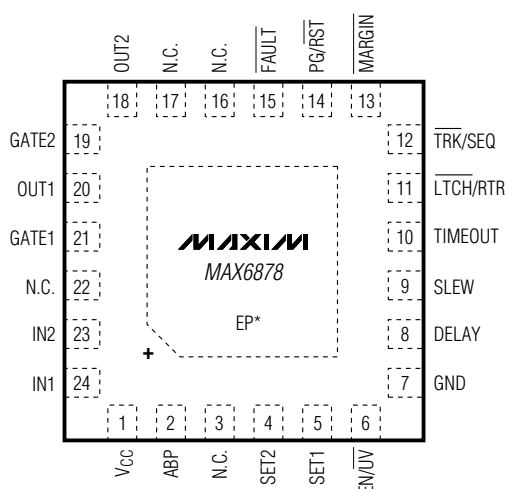 OUT2
N.C.
N.C.
FAULT
PG/RST
MARGIN
18
17
16
15
14
13
GATE2 19
12 TRK/SEQ
OUT1 20
11 LTCH/RTR
GATE1 21
MAXIM
10 TIMEOUT
MAX6878
N.C. 22
9 SLEW
EP*
IN2 23
8 DELAY
+
IN1 24
7 GND
1
2
3
4
5
6
VCC
ABP
N.C.
SET2
SET1
EN/UV